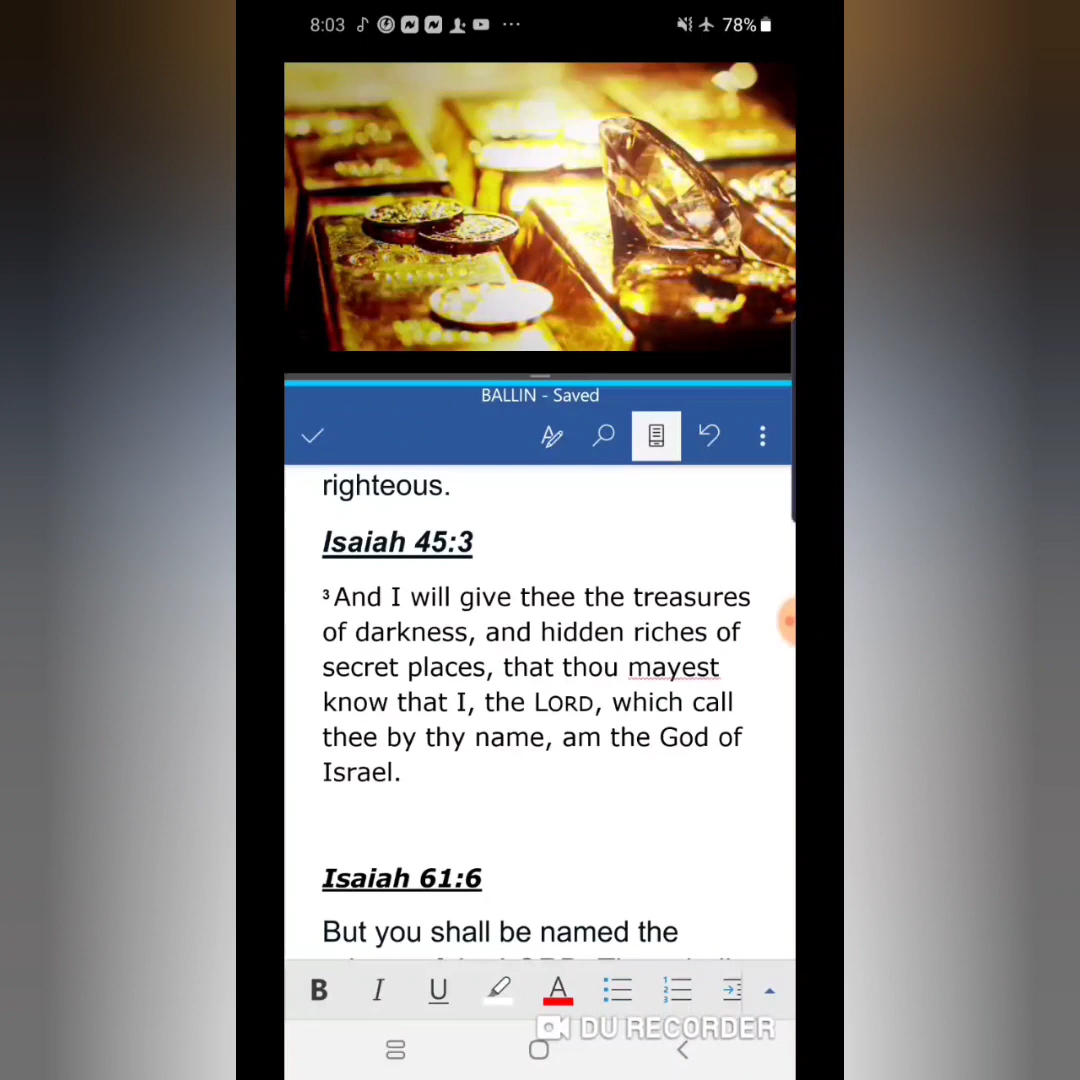 8:03
78%
BALLIN - Saved
righteous.
Isaiah 45:3
3 And I will give thee the treasures
of darkness, and hidden riches of
secret places, that thou mayest
know that I, the LORD, which call
thee by thy name, am the God of
Israel.
Isaiah 61:6
But you shall be named the
B I U A
DU RECORDER